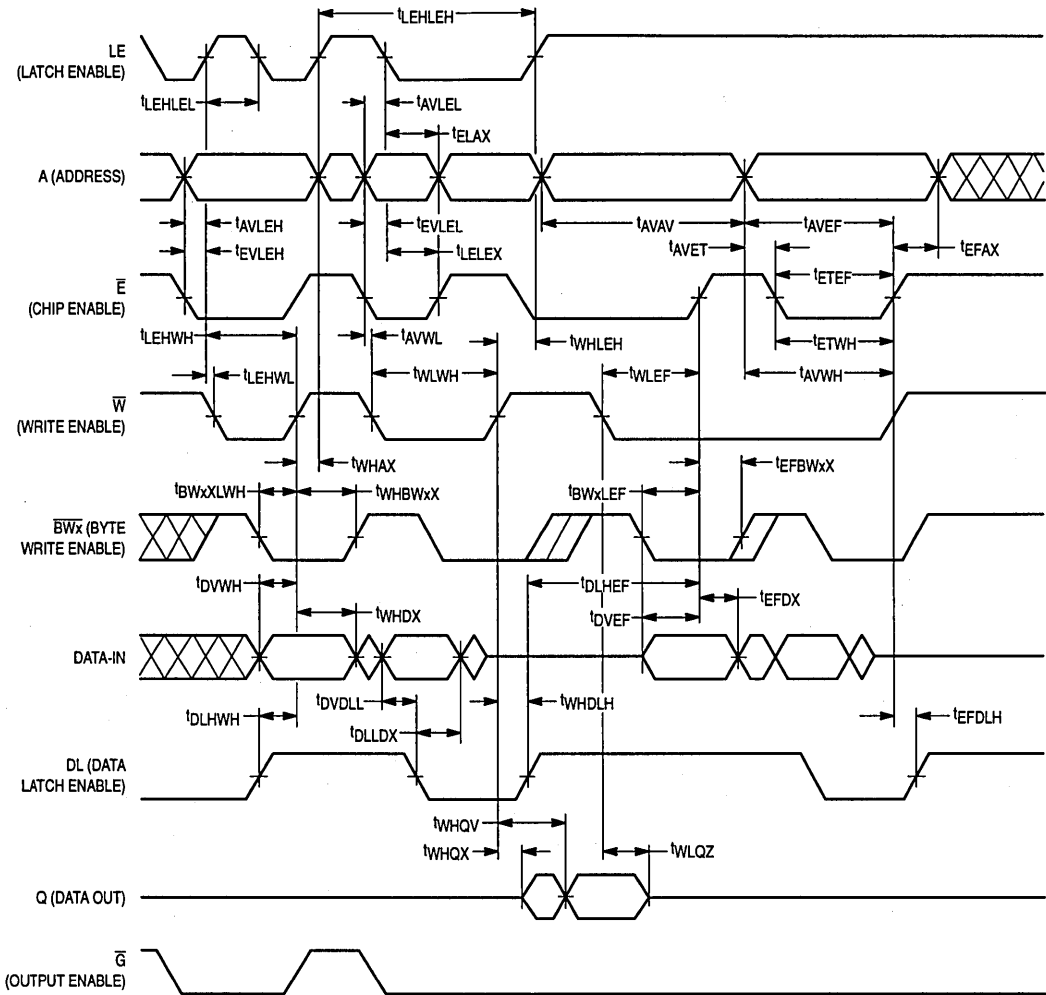 tLEHLEH
LE
(LATCH ENABLE)
tLEHLEL
tAVLEL
tELAX
A (ADDRESS)
tAVLEH
tEVLEL
tAVAV
tAVEF
tEVLEH
tLELEX
tAVET
tEFAX
E
(CHIP ENABLE)
tETEF
tLEHWH
tAVWL
tWHLEH
tETWH
tLEHWL
tWLWH
tWLEF
tAVWH
W
(WRITE ENABLE)
tWHAX
tEFBWxX
tBWxXLWH
tWHBWxX
tBWxLEF
BWx (BYTE
WRITE ENABLE)
tDVWH
tDLHEF
tWHDX
tEFDX
tDVEF
DATA-IN
tDVDLL
tWHDLH
tDLHWH
tDLLDX
tEFDLH
DL (DATA
LATCH ENABLE)
tWHQV
tWHQX
tWLQZ
Q (DATA OUT)
G
(OUTPUT ENABLE)